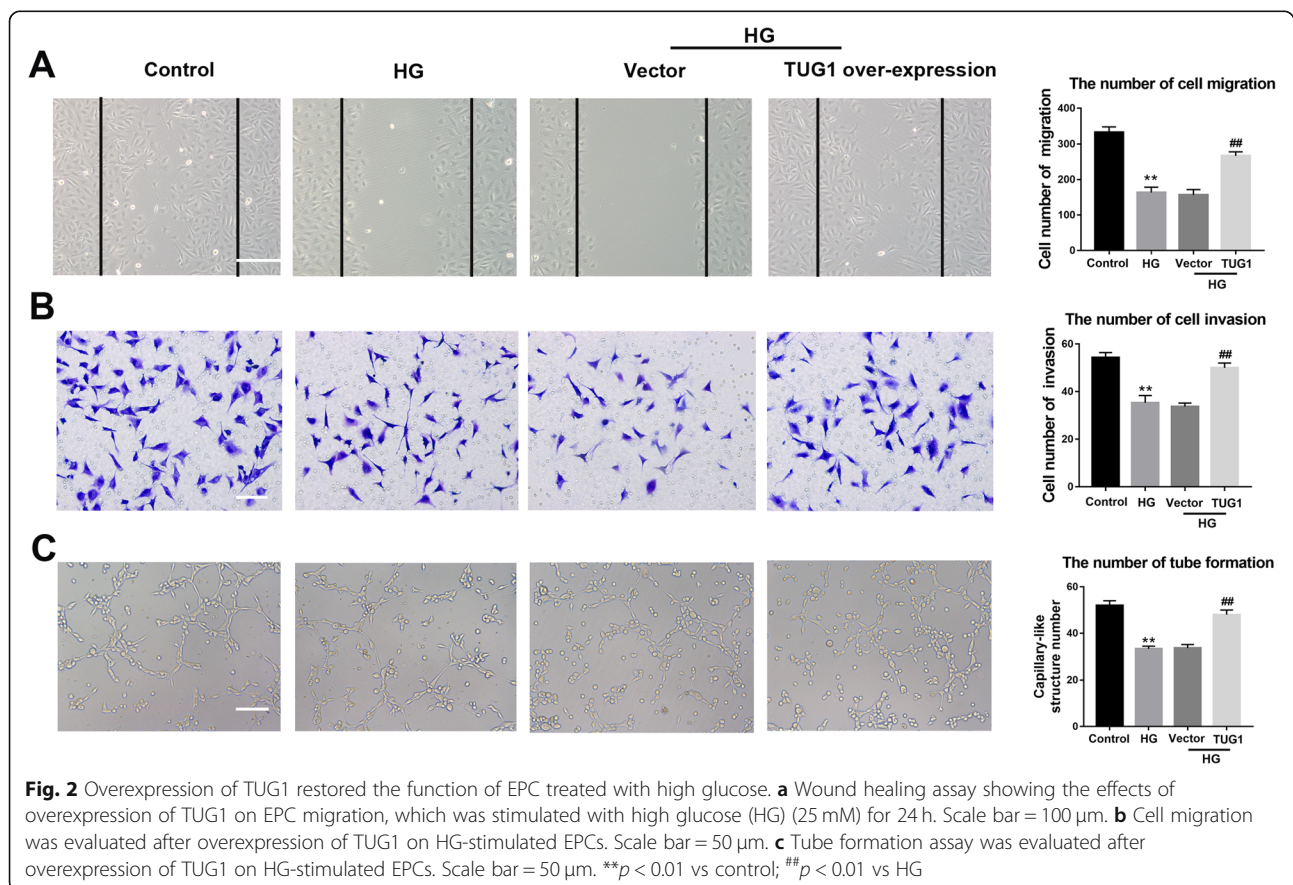 HG
A
Control
HG
Vector
TUG1 over-expression
The number of cell migration
Cell number of migration
400
300
200
100
0
**
##
Control
HG
Vector
TUG1
HG
B
The number of cell invasion
Cell number of invasion
60
40
20
0
**
##
Control
HG
Vector
TUG1
HG
C
The number of tube formation
Capillary-like
structure number
60
40
20
0
**
##
Control
HG
Vector
TUG1
HG
Fig. 2 Overexpression of TUG1 restored the function of EPC treated with high glucose. a Wound healing assay showing the effects of
overexpression of TUG1 on EPC migration, which was stimulated with high glucose (HG) (25 mM) for 24 h. Scale bar = 100 μm. b Cell migration
was evaluated after overexpression of TUG1 on HG-stimulated EPCs. Scale bar = 50 μm. c Tube formation assay was evaluated after
overexpression of TUG1 on HG-stimulated EPCs. Scale bar = 50 μm. **p < 0.01 vs control; ##p < 0.01 vs HG